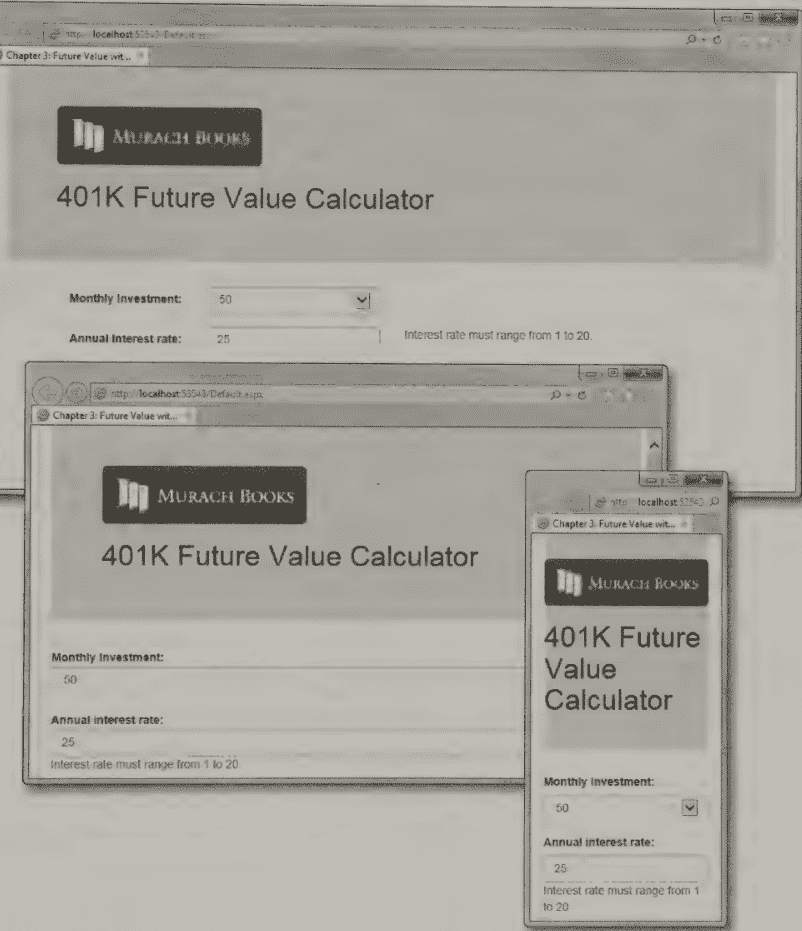 http: localhost:53543/Default.aspx
Chapter 3: Future Value wit...
MURACH BOOKS
401K Future Value Calculator
Monthly Investment:
50
Annual interest rate:
25
Interest rate must range from 1 to 20.
http://localhost:53543/Default.aspx
Chapter 3: Future Value wit...
MURACH BOOKS
401K Future Value Calculator
Monthly Investment:
50
Annual interest rate:
25
Interest rate must range from 1 to 20.
http: localhost:53543
Chapter 3: Future Value wit...
MURACH BOOKS
401K Future
Value
Calculator
Monthly Investment:
50
Annual interest rate:
25
Interest rate must range from 1
to 20